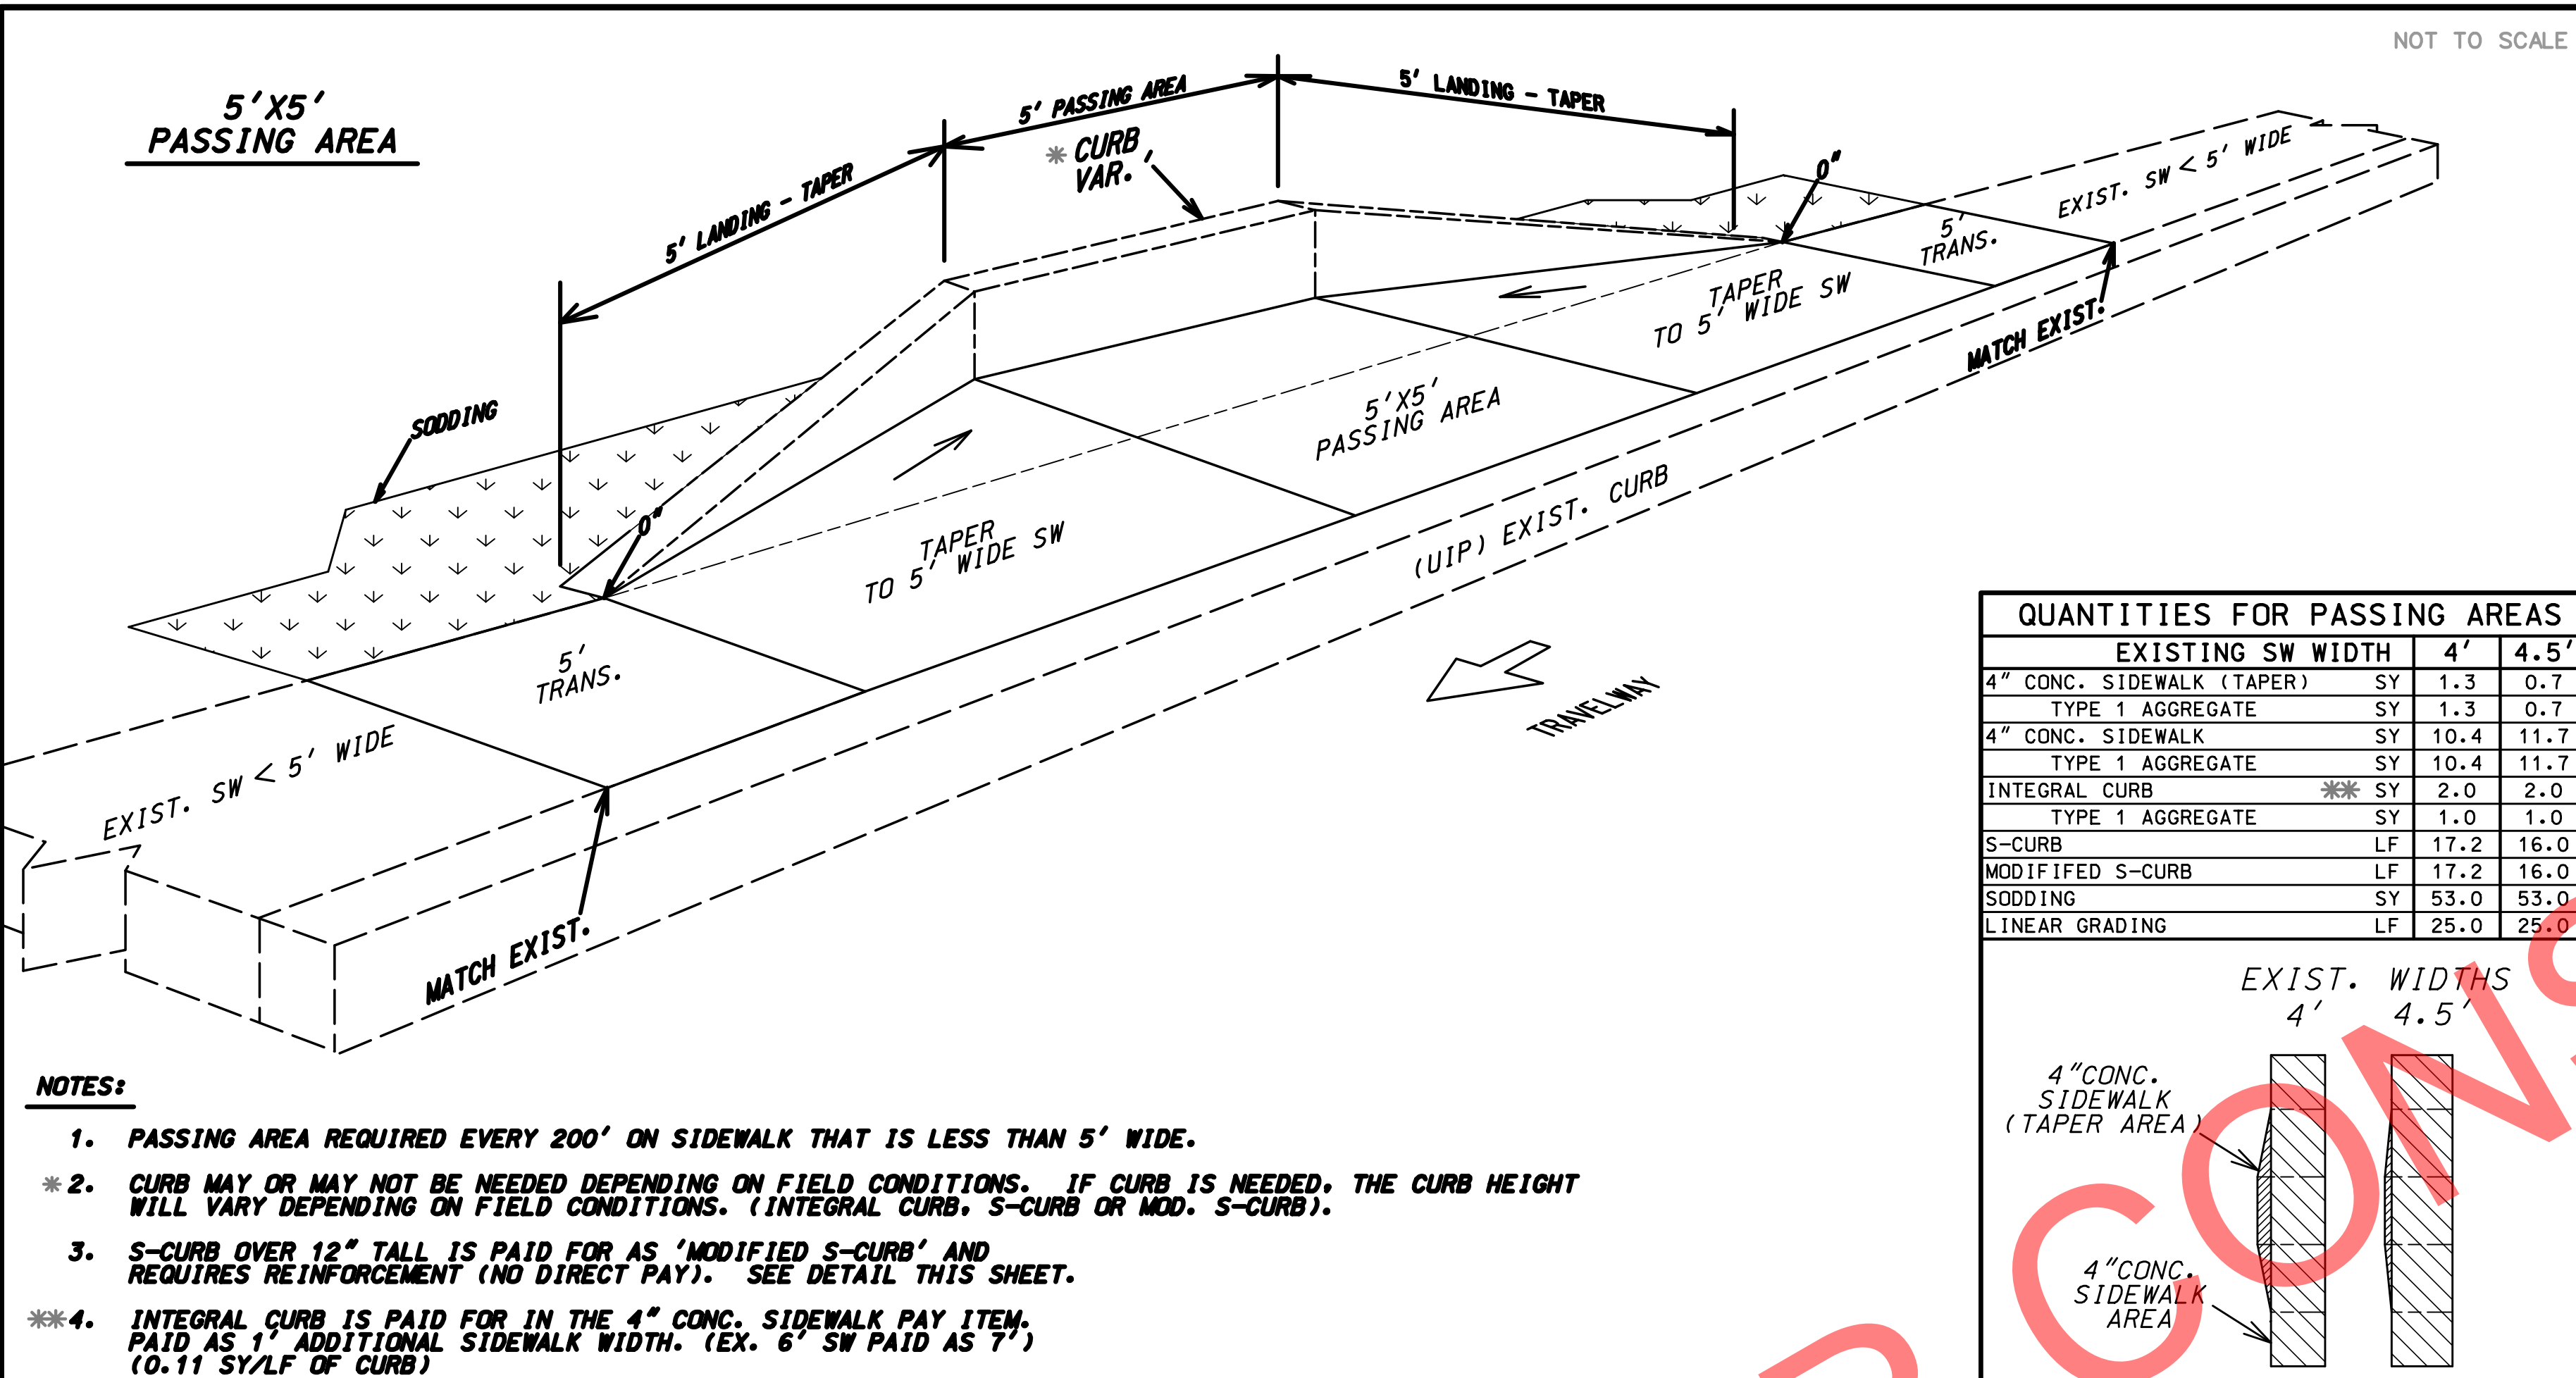 NOT TO SCALE
5'X5'
PASSING AREA
5' LANDING - TAPER
5' PASSING AREA
5' LANDING - TAPER
* CURB
VAR.
0"
EXIST. SW < 5' WIDE
5'
TRANS.
TAPER
TO 5' WIDE SW
MATCH EXIST.
5'X5'
PASSING AREA
SODDING
0"
TAPER
TO 5' WIDE SW
(UIP) EXIST. CURB
5'
TRANS.
TRAVELWAY
EXIST. SW < 5' WIDE
MATCH EXIST.
QUANTITIES FOR PASSING AREAS
EXISTING SW WIDTH 4' 4.5'
4" CONC. SIDEWALK (TAPER) SY 1.3 0.7
TYPE 1 AGGREGATE SY 1.3 0.7
4" CONC. SIDEWALK SY 10.4 11.7
TYPE 1 AGGREGATE SY 10.4 11.7
INTEGRAL CURB ** SY 2.0 2.0
TYPE 1 AGGREGATE SY 1.0 1.0
S-CURB LF 17.2 16.0
MODIFIFED S-CURB LF 17.2 16.0
SODDING SY 53.0 53.0
LINEAR GRADING LF 25.0 25.0
EXIST. WIDTHS
4' 4.5'
4"CONC.
SIDEWALK
(TAPER AREA)
4"CONC.
SIDEWALK
AREA
NOTES:
1. PASSING AREA REQUIRED EVERY 200' ON SIDEWALK THAT IS LESS THAN 5' WIDE.
* 2. CURB MAY OR MAY NOT BE NEEDED DEPENDING ON FIELD CONDITIONS. IF CURB IS NEEDED, THE CURB HEIGHT
WILL VARY DEPENDING ON FIELD CONDITIONS. (INTEGRAL CURB, S-CURB OR MOD. S-CURB).
3. S-CURB OVER 12" TALL IS PAID FOR AS 'MODIFIED S-CURB' AND
REQUIRES REINFORCEMENT (NO DIRECT PAY). SEE DETAIL THIS SHEET.
** 4. INTEGRAL CURB IS PAID FOR IN THE 4" CONC. SIDEWALK PAY ITEM.
PAID AS 1' ADDITIONAL SIDEWALK WIDTH. (EX. 6' SW PAID AS 7')
(0.11 SY/LF OF CURB)